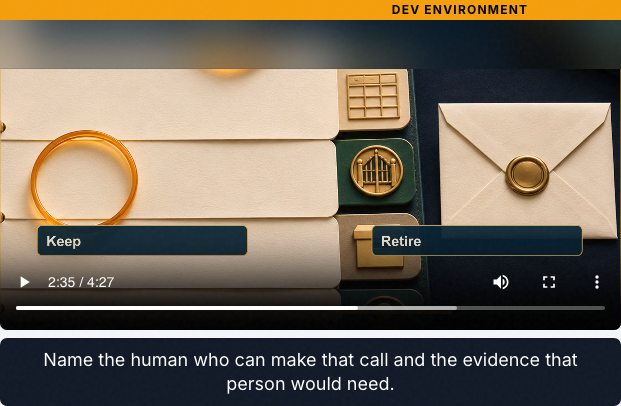 DEV ENVIRONMENT
Keep
Retire
2:35 / 4:27
Name the human who can make that call and the evidence that
person would need.